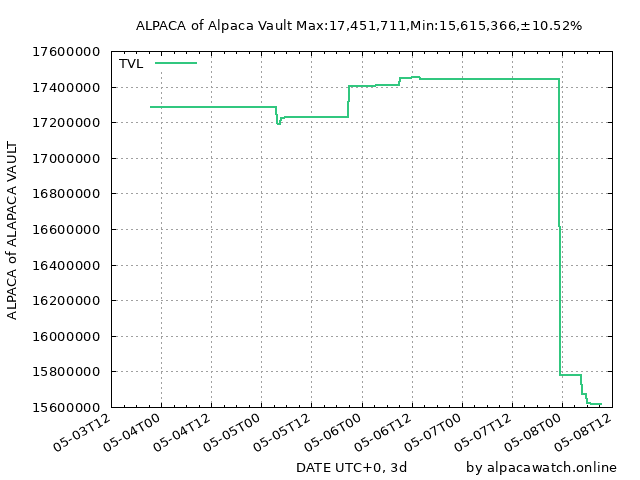 ALPACA of Alpaca Vault Max:17,451,711,Min:15,615,366,±10.52%
TVL
17600000
17400000
17200000
17000000
16800000
16600000
16400000
16200000
16000000
15800000
15600000
ALPACA of ALAPACA VAULT
05-03T12
05-04T00
05-04T12
05-05T00
05-05T12
05-06T00
05-06T12
05-07T00
05-07T12
05-08T00
05-08T12
DATE UTC+0, 3d
by alpacawatch.online